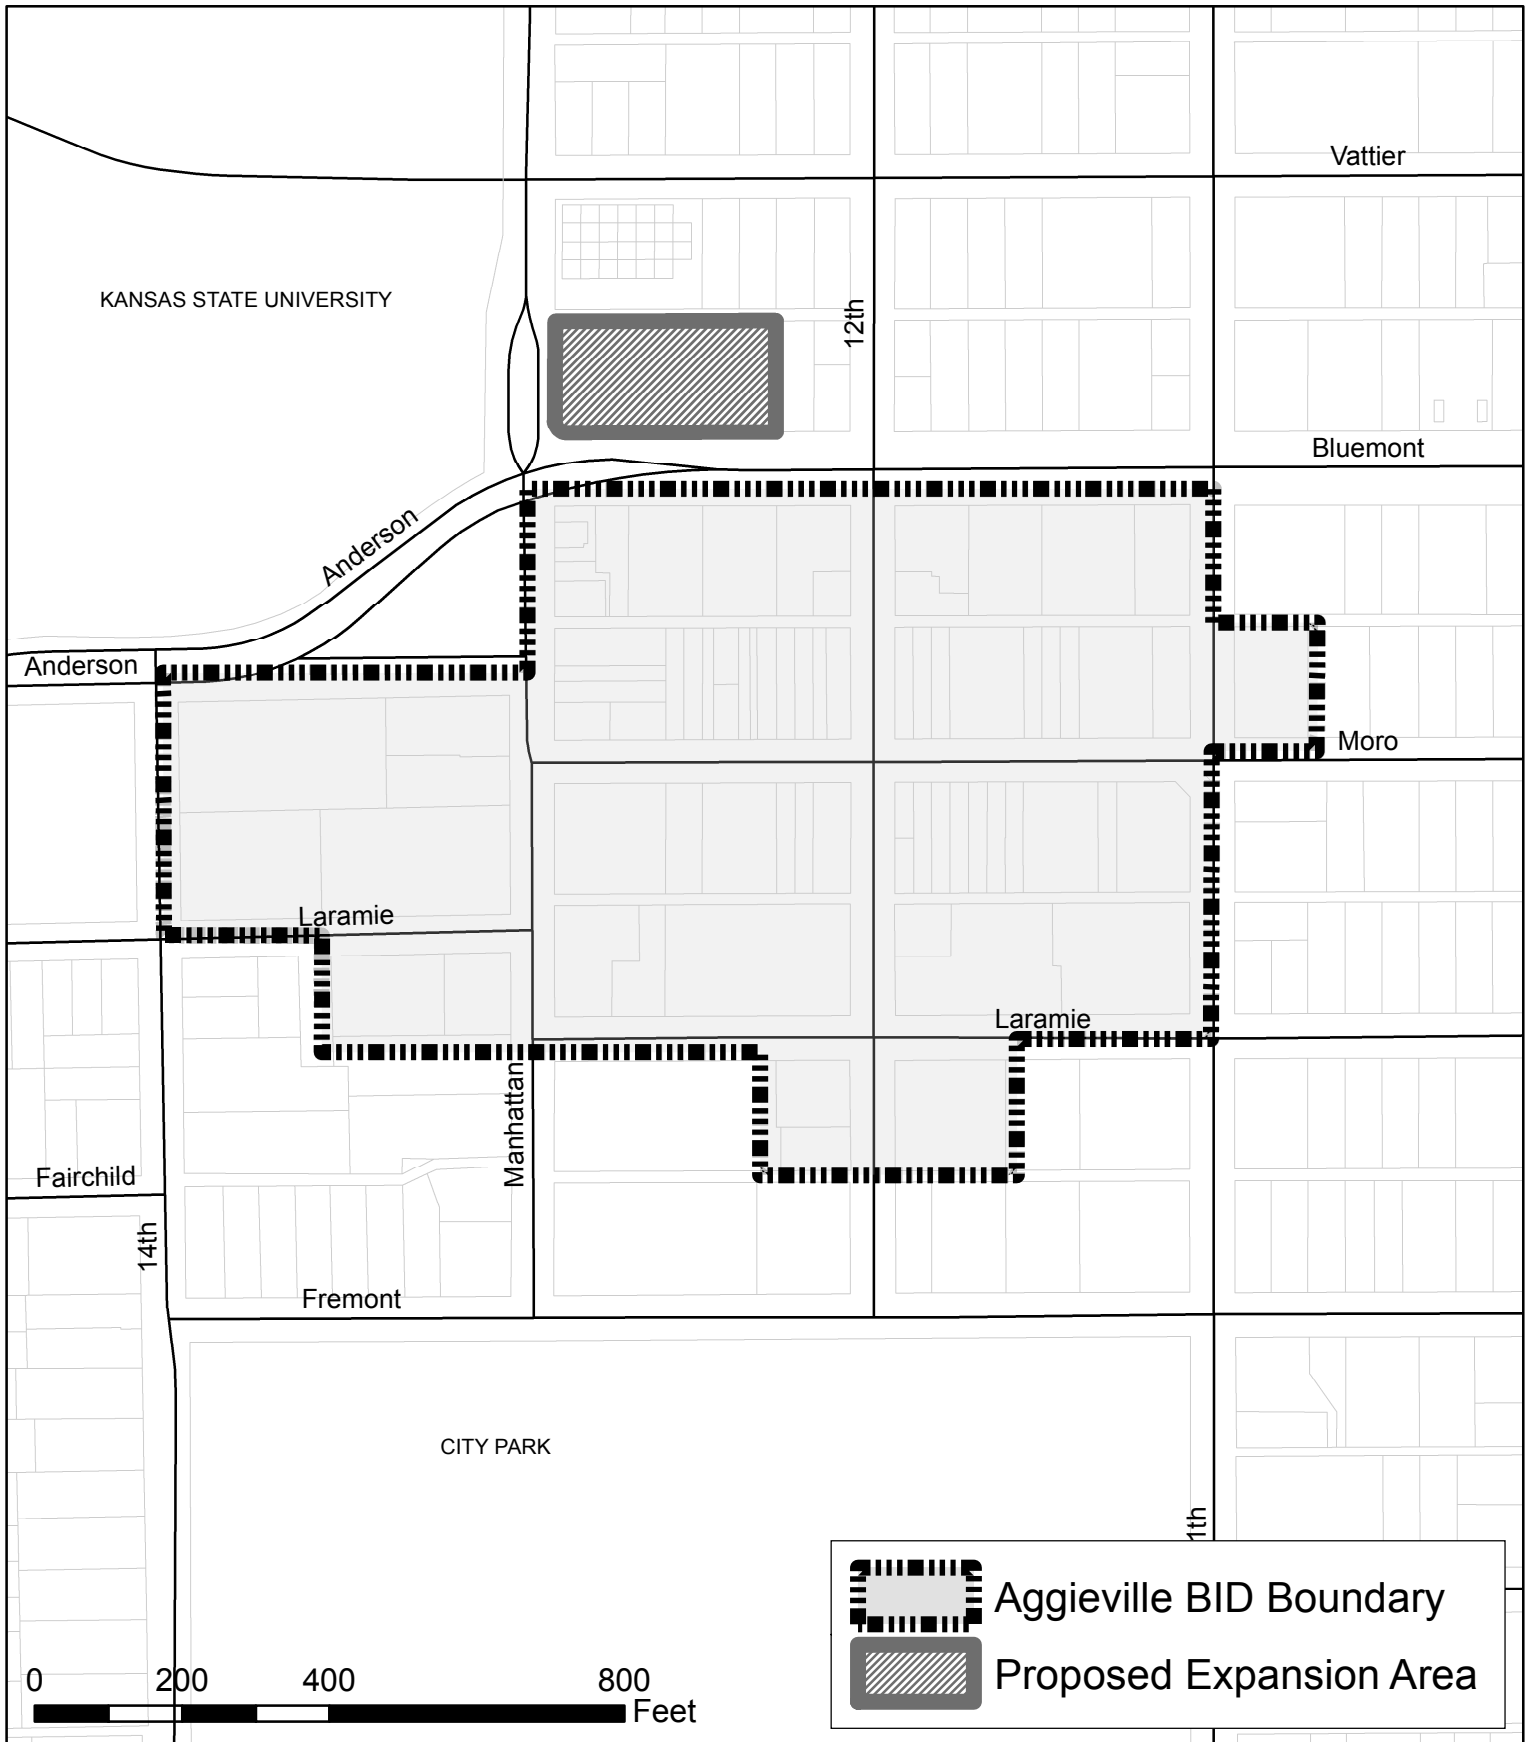 Vattier
KANSAS STATE UNIVERSITY
12th
Bluemont
Anderson
Anderson
Moro
Laramie
Laramie
Manhattan
Fairchild
14th
Fremont
CITY PARK
1th
Aggieville BID Boundary
Proposed Expansion Area
0 200 400 800
Feet